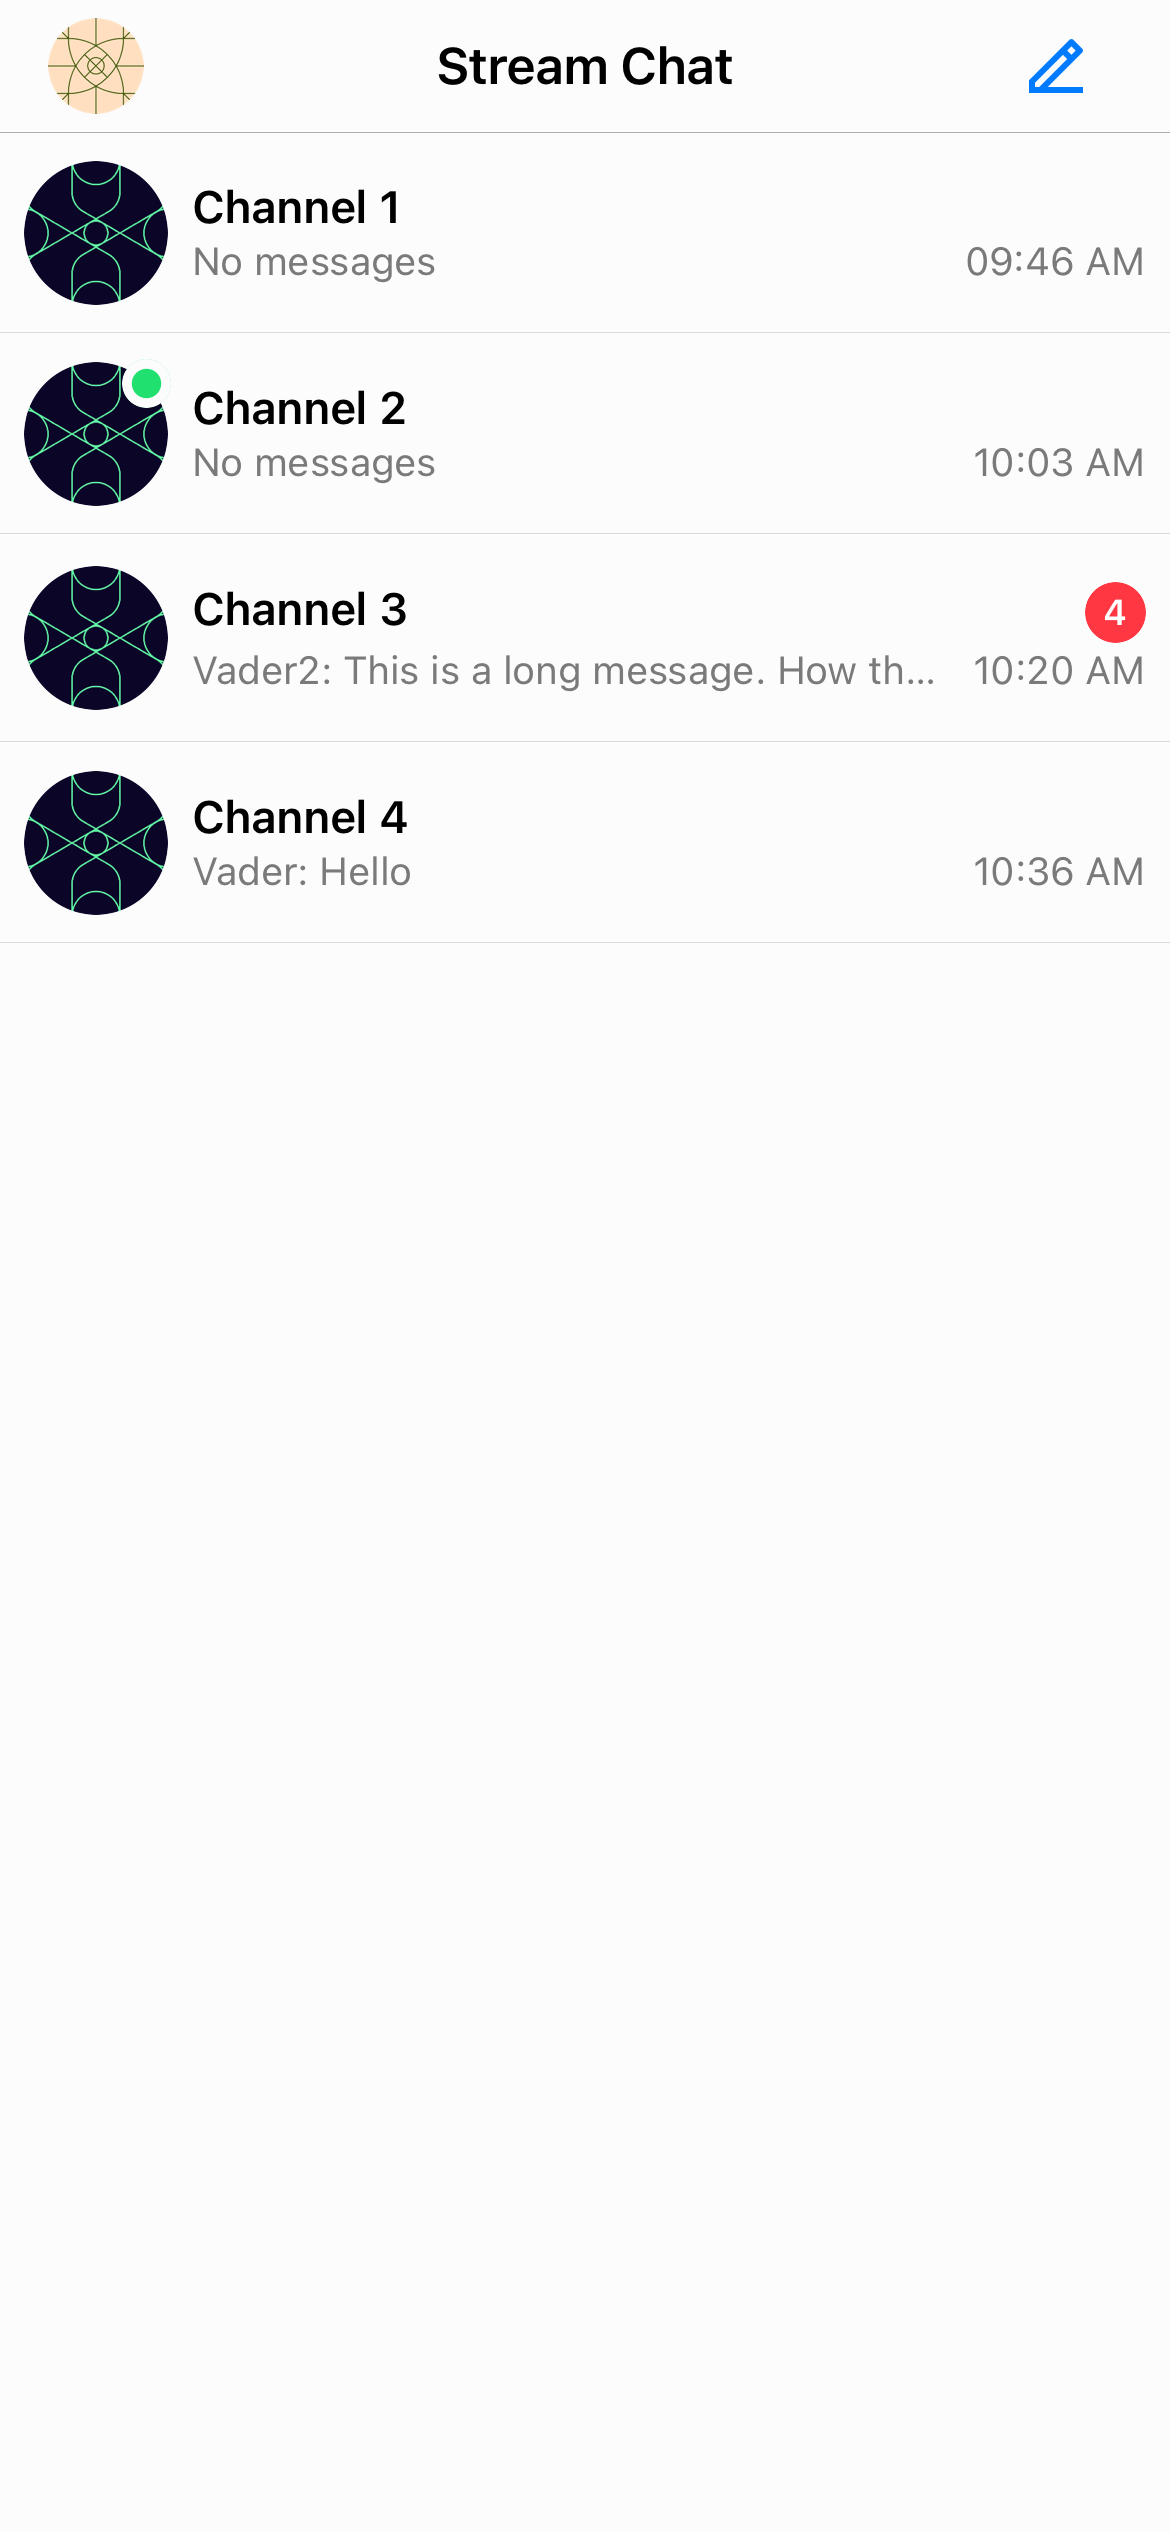 Stream Chat
Channel 1
No messages 09:46 AM
Channel 2
No messages 10:03 AM
Channel 3 4
Vader2: This is a long message. How th... 10:20 AM
Channel 4
Vader: Hello 10:36 AM